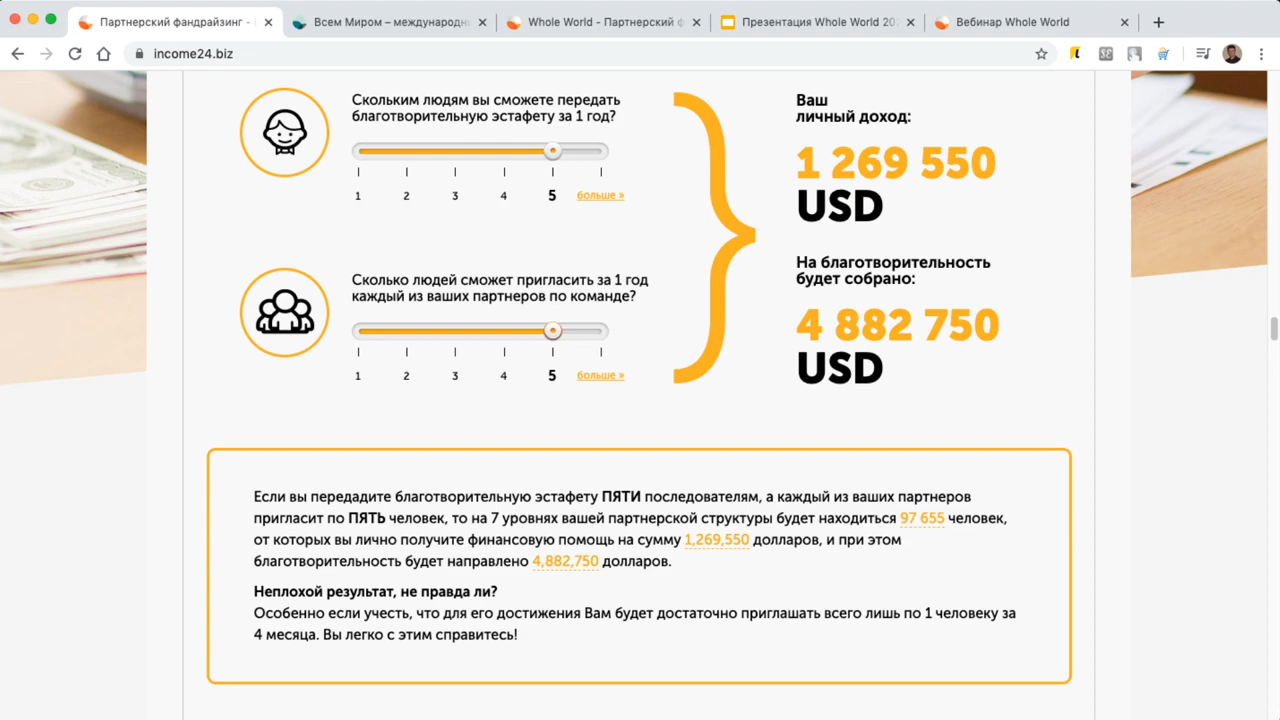 Партнерский фандрайзинг -
Всем Миром – международн
Whole World - Партнерский ф
Презентация Whole World 20
Вебинар Whole World
income24.biz
Скольким людям вы сможете передать
благотворительную эстафету за 1 год?
1 2 3 4 5 больше »
Сколько людей сможет пригласить за 1 год
каждый из ваших партнеров по команде?
1 2 3 4 5 больше »
Ваш
личный доход:
1 269 550
USD
На благотворительность
будет собрано:
4 882 750
USD
Если вы передадите благотворительную эстафету ПЯТИ последователям, а каждый из ваших партнеров
пригласит по ПЯТЬ человек, то на 7 уровнях вашей партнерской структуры будет находиться 97 655 человек,
от которых вы лично получите финансовую помощь на сумму 1,269,550 долларов, и при этом
благотворительность будет направлено 4,882,750 долларов.
Неплохой результат, не правда ли?
Особенно если учесть, что для его достижения Вам будет достаточно приглашать всего лишь по 1 человеку за
4 месяца. Вы легко с этим справитесь!